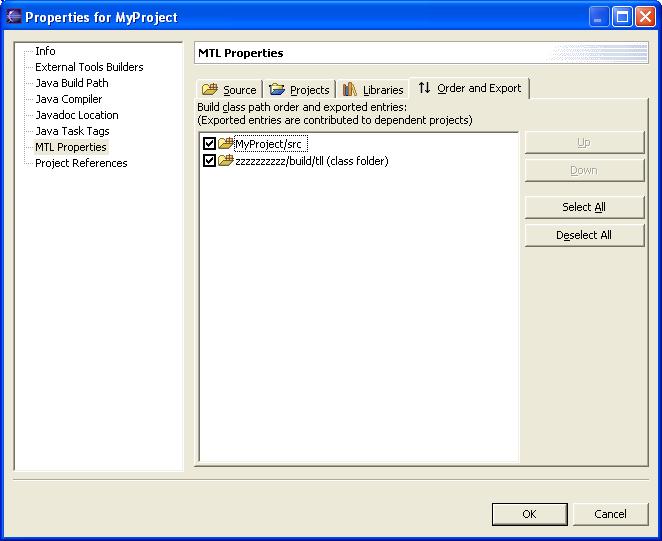 Properties for MyProject
Info
External Tools Builders
Java Build Path
Java Compiler
Javadoc Location
Java Task Tags
MTL Properties
Project References
MTL Properties
Source Projects Libraries Order and Export
Build class path order and exported entries:
(Exported entries are contributed to dependent projects)
MyProject/src
zzzzzzzzzz/build/tll (class folder)
Up
Down
Select All
Deselect All
OK Cancel